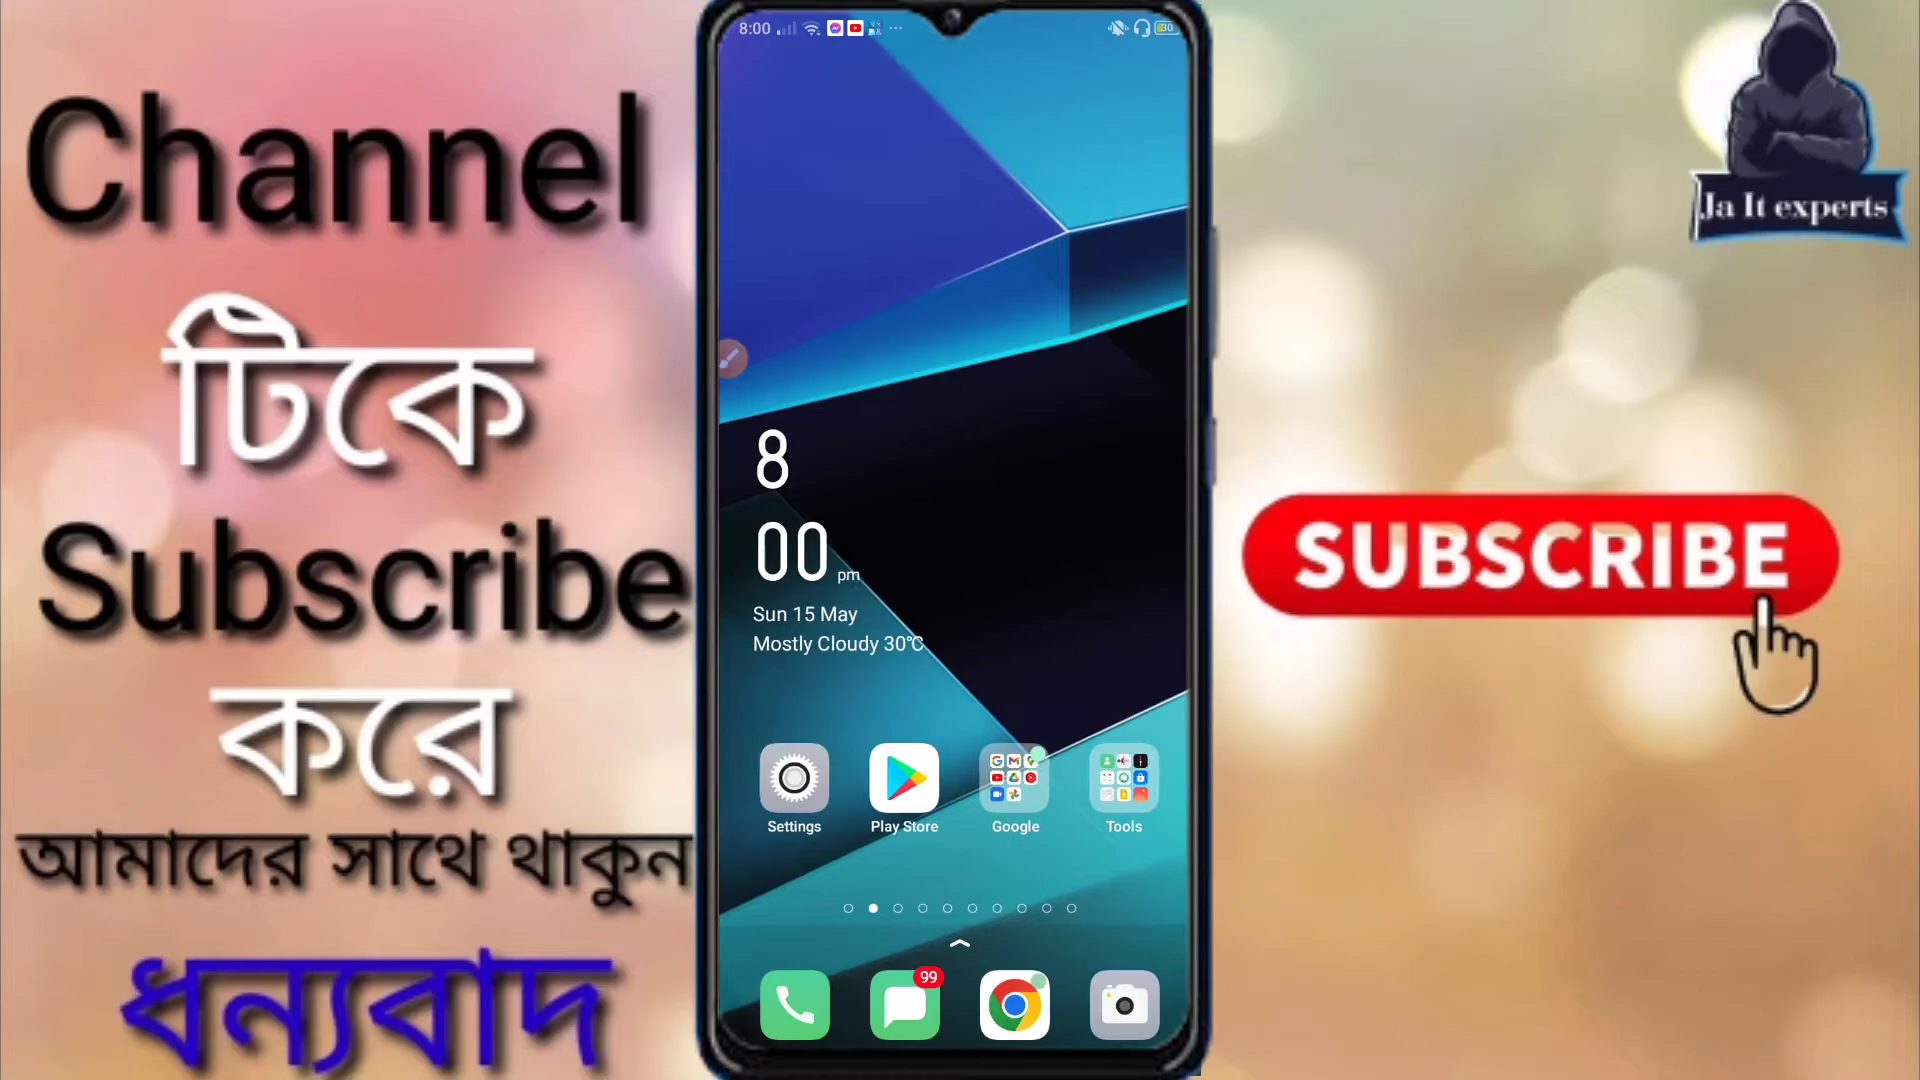 Channel
টিকে
Subscribe
করে
আমাদের সাথে থাকুন
ধন্যবাদ
8:00
30
8
00 pm
Sun 15 May
Mostly Cloudy 30°C
Settings
Play Store
Google
Tools
99
Ja It experts
SUBSCRIBE